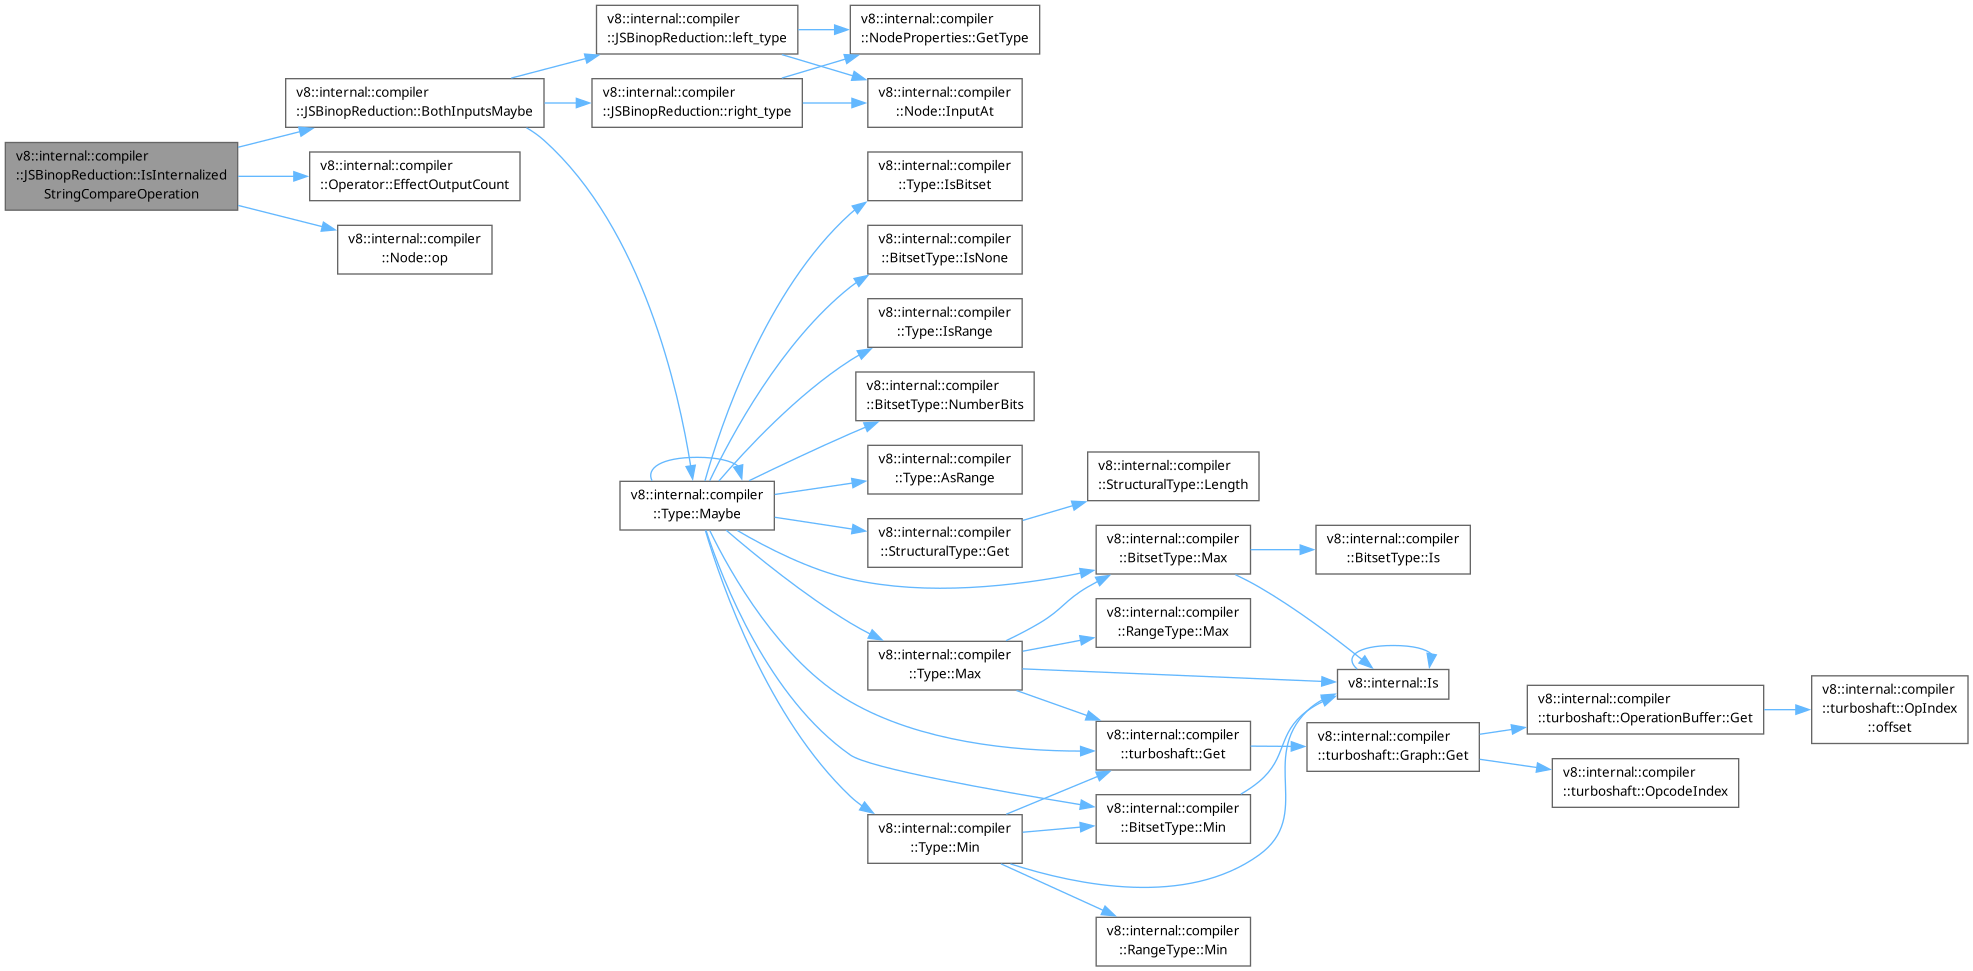 v8::internal::compiler
::JSBinopReduction::IsInternalized
StringCompareOperation
v8::internal::compiler
::JSBinopReduction::BothInputsMaybe
v8::internal::compiler
::Operator::EffectOutputCount
v8::internal::compiler
::Node::op
v8::internal::compiler
::JSBinopReduction::left_type
v8::internal::compiler
::JSBinopReduction::right_type
v8::internal::compiler
::Type::Maybe
v8::internal::compiler
::NodeProperties::GetType
v8::internal::compiler
::Node::InputAt
v8::internal::compiler
::Type::IsBitset
v8::internal::compiler
::BitsetType::IsNone
v8::internal::compiler
::Type::IsRange
v8::internal::compiler
::BitsetType::NumberBits
v8::internal::compiler
::Type::AsRange
v8::internal::compiler
::StructuralType::Get
v8::internal::compiler
::Type::Max
v8::internal::compiler
::Type::Min
v8::internal::compiler
::StructuralType::Length
v8::internal::compiler
::BitsetType::Max
v8::internal::compiler
::RangeType::Max
v8::internal::compiler
::turboshaft::Get
v8::internal::compiler
::BitsetType::Min
v8::internal::compiler
::RangeType::Min
v8::internal::compiler
::BitsetType::Is
v8::internal::Is
v8::internal::compiler
::turboshaft::Graph::Get
v8::internal::compiler
::turboshaft::OperationBuffer::Get
v8::internal::compiler
::turboshaft::OpcodeIndex
v8::internal::compiler
::turboshaft::OpIndex
::offset